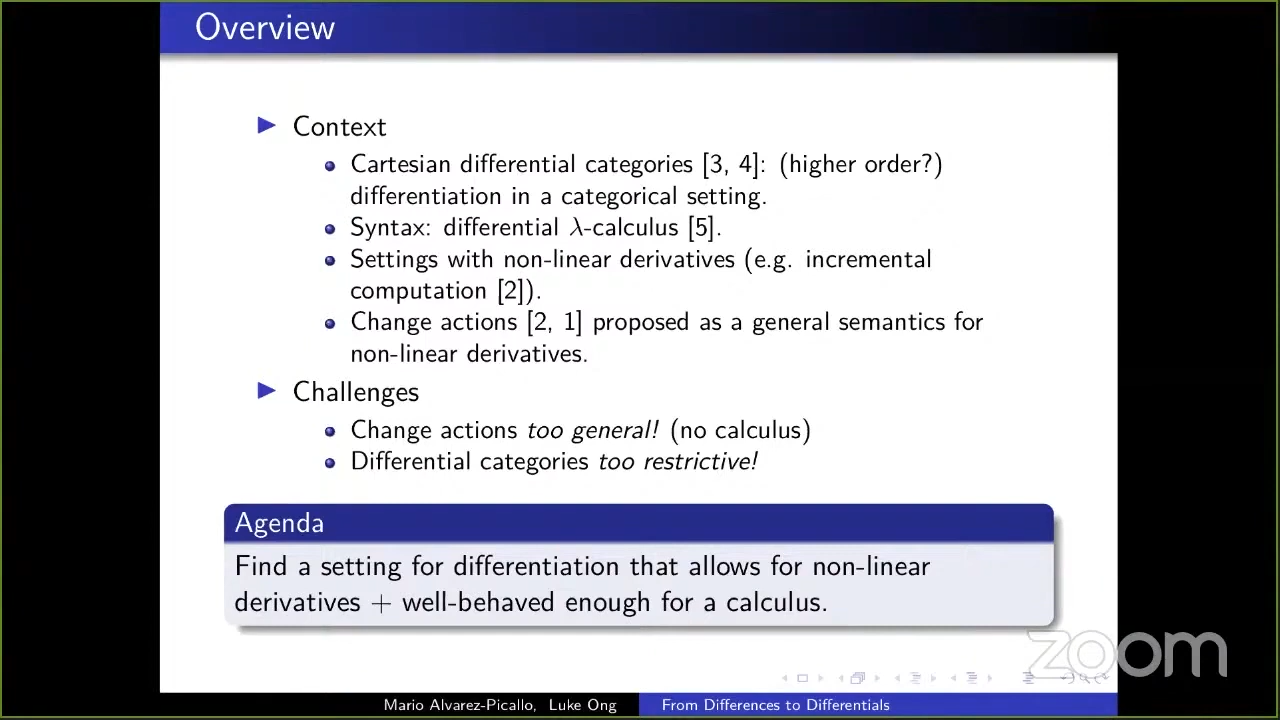 Overview
Context
Cartesian differential categories [3, 4]: (higher order?)
differentiation in a categorical setting.
Syntax: differential λ-calculus [5].
Settings with non-linear derivatives (e.g. incremental
computation [2]).
Change actions [2, 1] proposed as a general semantics for
non-linear derivatives.
Challenges
Change actions too general! (no calculus)
Differential categories too restrictive!
Agenda
Find a setting for differentiation that allows for non-linear
derivatives + well-behaved enough for a calculus.
zoom
Mario Alvarez-Picallo, Luke Ong
From Differences to Differentials